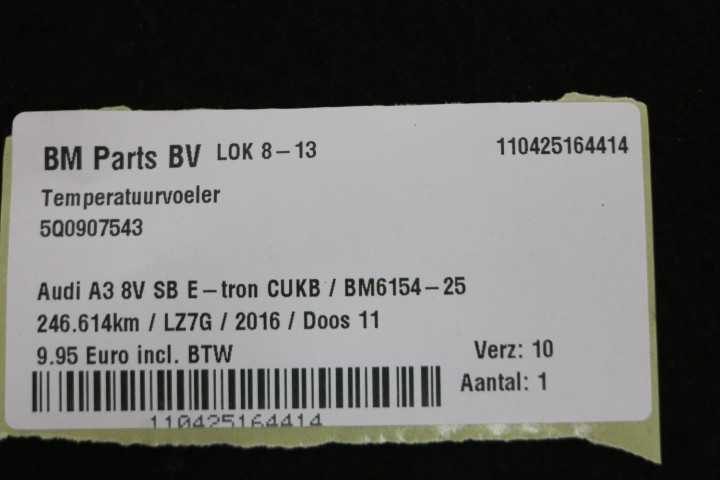 BM Parts BV LOK 8-13 110425164414
Temperatuurvoeler
5Q0907543
Audi A3 8V SB E-tron CUKB / BM6154-25
246.614km / LZ7G / 2016 / Doos 11
9.95 Euro incl. BTW Verz: 10
Aantal: 1
110425164414